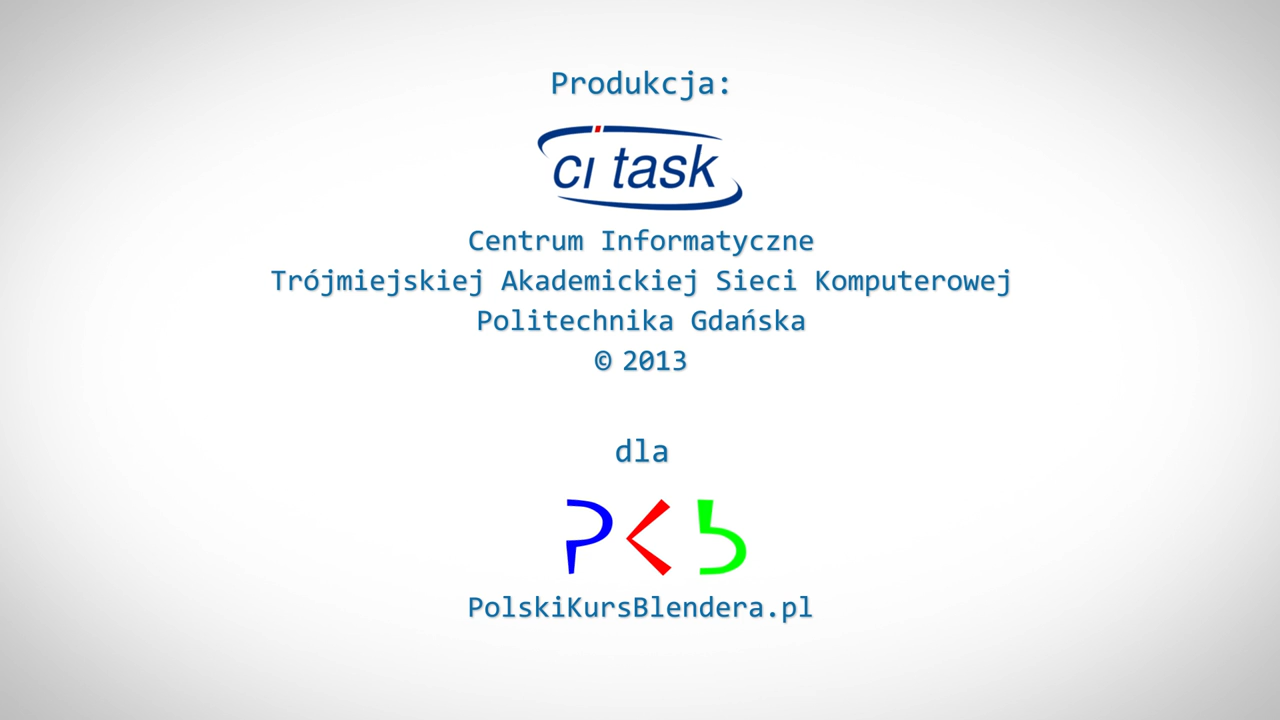 Produkcja:
ci task
Centrum Informatyczne
Trójmiejskiej Akademickiej Sieci Komputerowej
Politechnika Gdańska
© 2013
dla
PKb
PolskiKursBlendera.pl